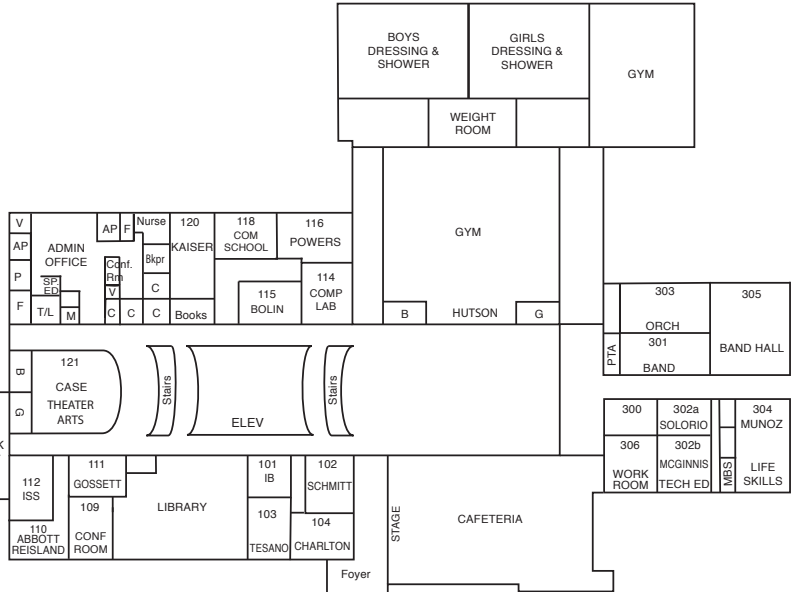 BOYS
DRESSING &
SHOWER
GIRLS
DRESSING &
SHOWER
GYM
WEIGHT
ROOM
V
AP
P
F
ADMIN
OFFICE
SP.
ED
T/L
M
AP
F
Nurse
Conf.
Rm
V
C
C
Bkpr
C
C
120
KAISER
Books
118
COM
SCHOOL
116
POWERS
115
BOLIN
114
COMP
LAB
GYM
B
HUTSON
G
PTA
303
ORCH
301
BAND
305
BAND HALL
B
G
121
CASE
THEATER
ARTS
Stairs
ELEV
Stairs
300
302a
SOLORIO
306
WORK
ROOM
302b
MCGINNIS
TECH ED
MBS
304
MUNOZ
LIFE
SKILLS
K
112
ISS
111
GOSSETT
110
ABBOTT
REISLAND
109
CONF
ROOM
LIBRARY
101
IB
103
TESANO
102
SCHMITT
104
CHARLTON
STAGE
CAFETERIA
Foyer